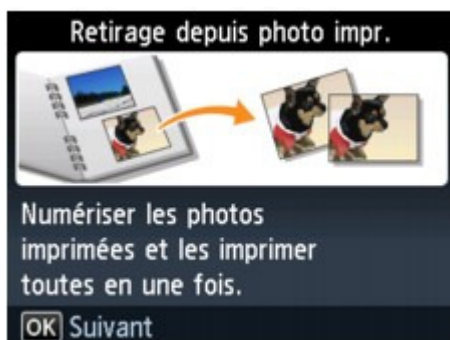 Retirage depuis photo impr.
Numériser les photos
imprimées et les imprimer
toutes en une fois.
OK Suivant